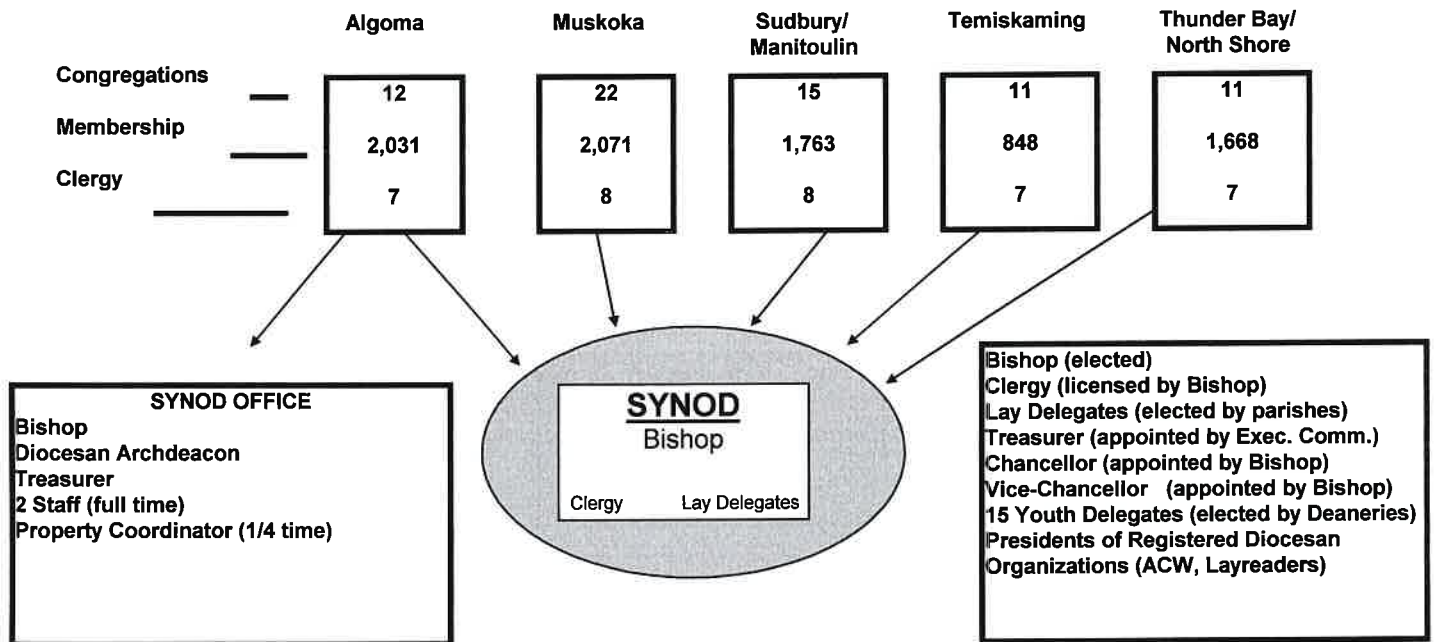 Algoma
Muskoka
Sudbury/
Manitoulin
Temiskaming
Thunder Bay/
North Shore
Congregations
12
22
15
11
11
Membership
2,031
2,071
1,763
848
1,668
Clergy
7
8
8
7
7
SYNOD OFFICE
Bishop
Diocesan Archdeacon
Treasurer
2 Staff (full time)
Property Coordinator (1/4 time)
SYNOD
Bishop
Clergy Lay Delegates
Bishop (elected)
Clergy (licensed by Bishop)
Lay Delegates (elected by parishes)
Treasurer (appointed by Exec. Comm.)
Chancellor (appointed by Bishop)
Vice-Chancellor (appointed by Bishop)
15 Youth Delegates (elected by Deaneries)
Presidents of Registered Diocesan
Organizations (ACW, Layreaders)